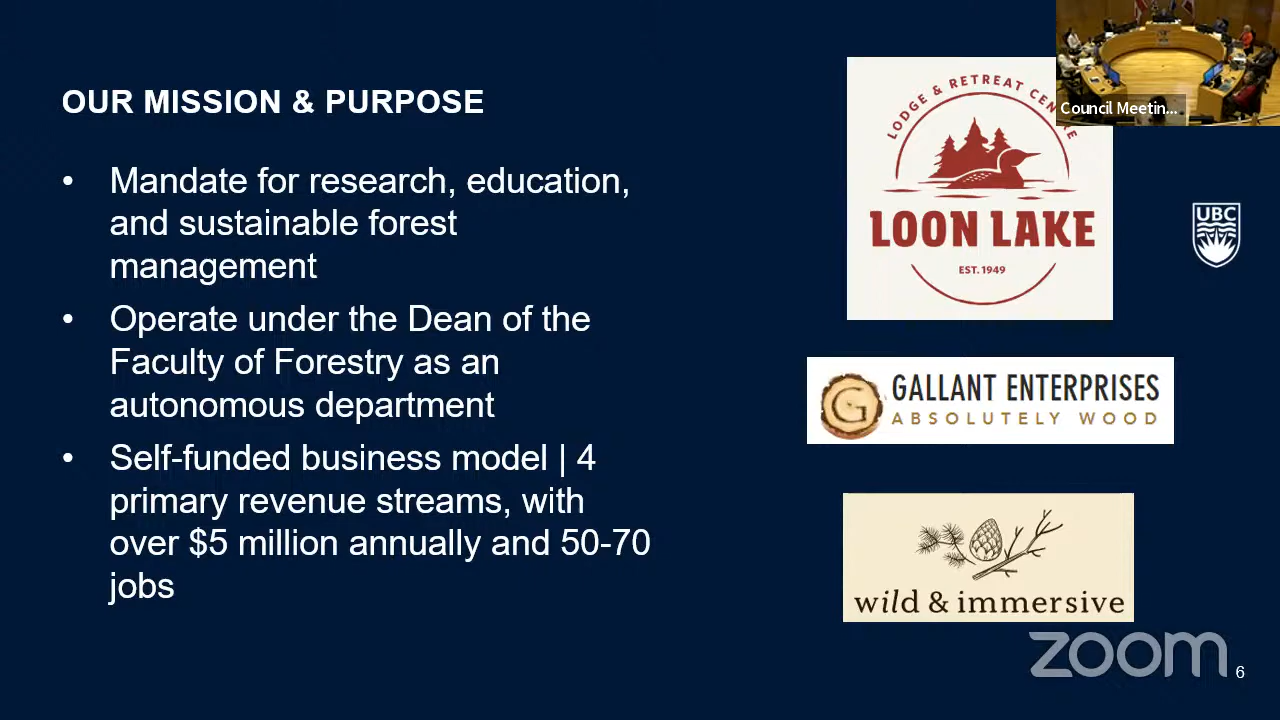 OUR MISSION & PURPOSE
• Mandate for research, education,
and sustainable forest
management
• Operate under the Dean of the
Faculty of Forestry as an
autonomous department
• Self-funded business model | 4
primary revenue streams, with
over $5 million annually and 50-70
jobs
LODGE & RETREAT
LOON LAKE
EST. 1949
Council Meetin...
UBC
G
GALLANT ENTERPRISES
ABSOLUTELY WOOD
wild & immersive
zoom
6